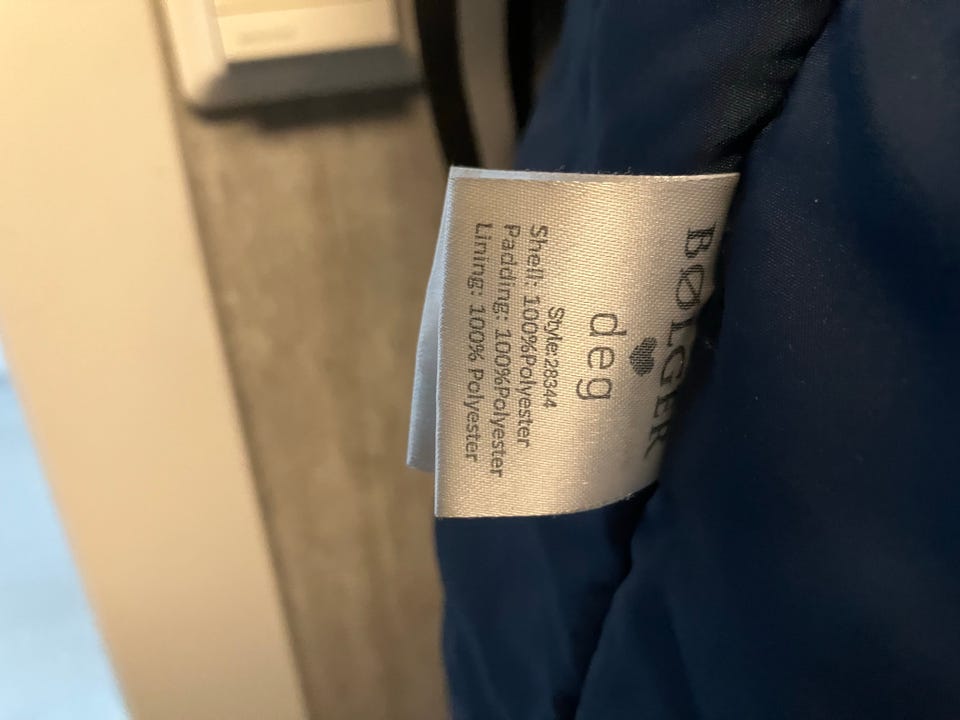 BØLGER
♥
deg
Style:28344
Shell: 100%Polyester
Padding: 100%Polyester
Lining: 100% Polyester